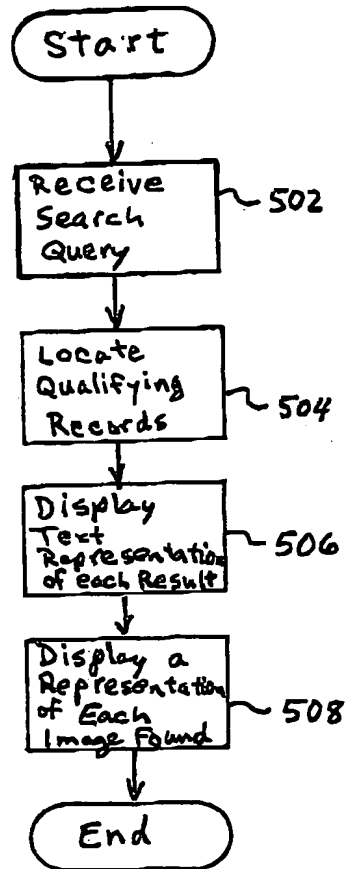 Start
Receive
Search
Query
502
Locate
Qualifying
Records
504
Display
Text
Representation
of each Result
506
Display a
Representation
of Each
Image Found
508
End